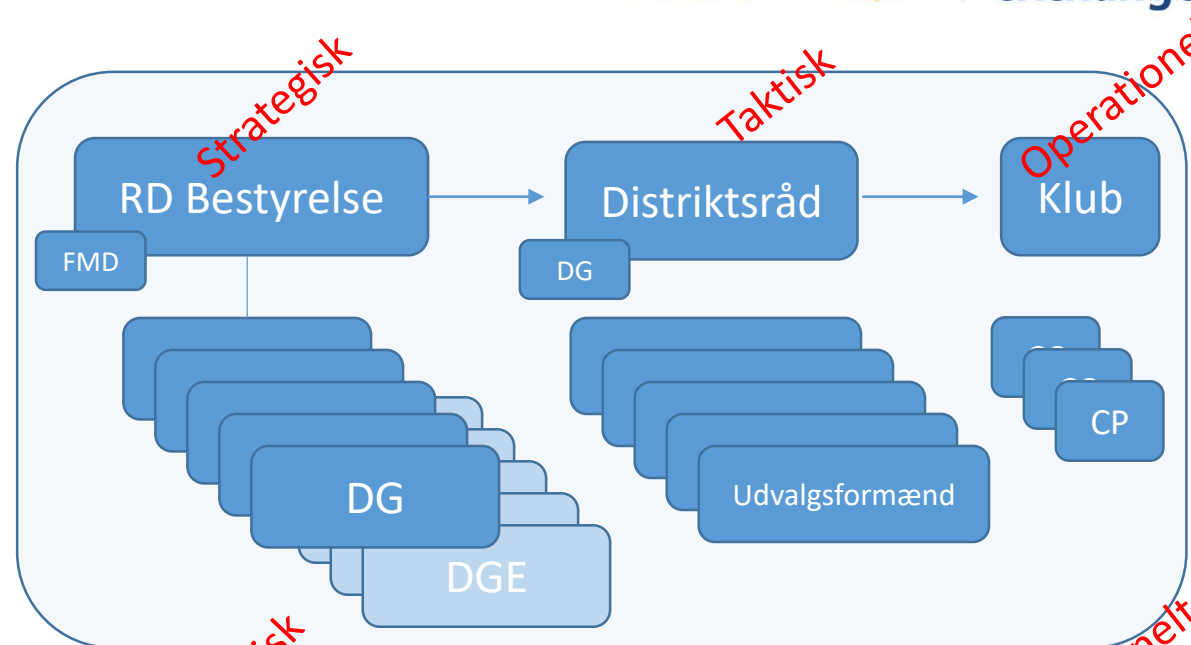 Strategisk
Taktisk
RD Bestyrelse
Distriktsråd
Klub
FMD
DG
CP
DG
Udvalgsformænd
DGE